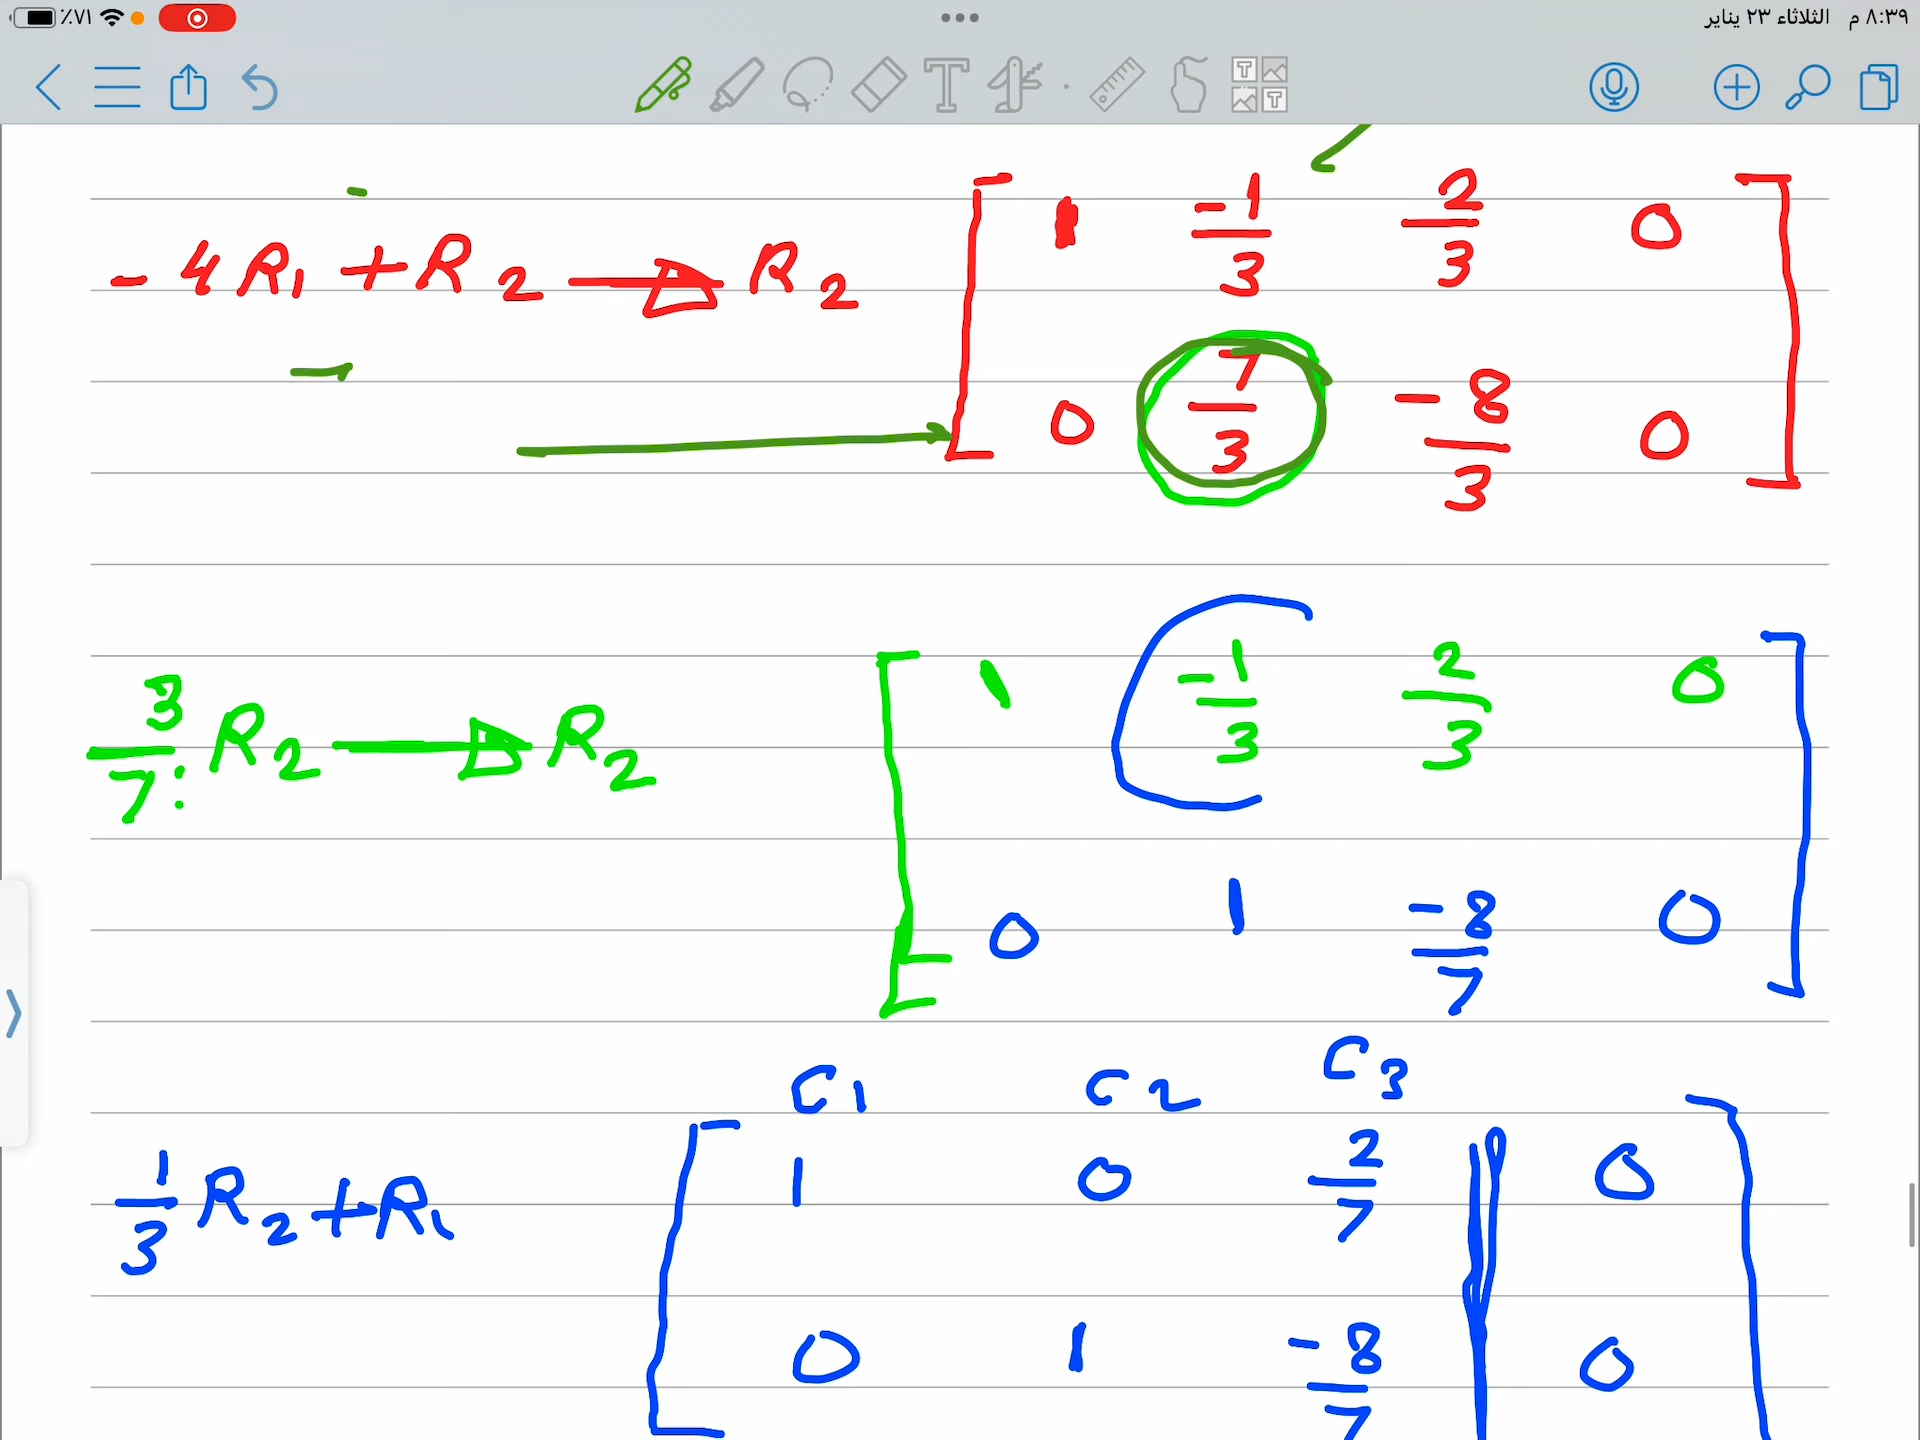 ٪٧١ الثلاثاء ٢٣ يناير ٨:٣٩ م
-4R1 + R2 → R2 [ 1 -1/3 2/3 0 ]
[ 0 7/3 -8/3 0 ]
3/7 : R2 → R2 [ 1 -1/3 2/3 0 ]
[ 0 1 -8/7 0 ]
C1 C2 C3
1/3 R2 + R1 [ 1 0 2/7 | 0 ]
[ 0 1 -8/7 | 0 ]